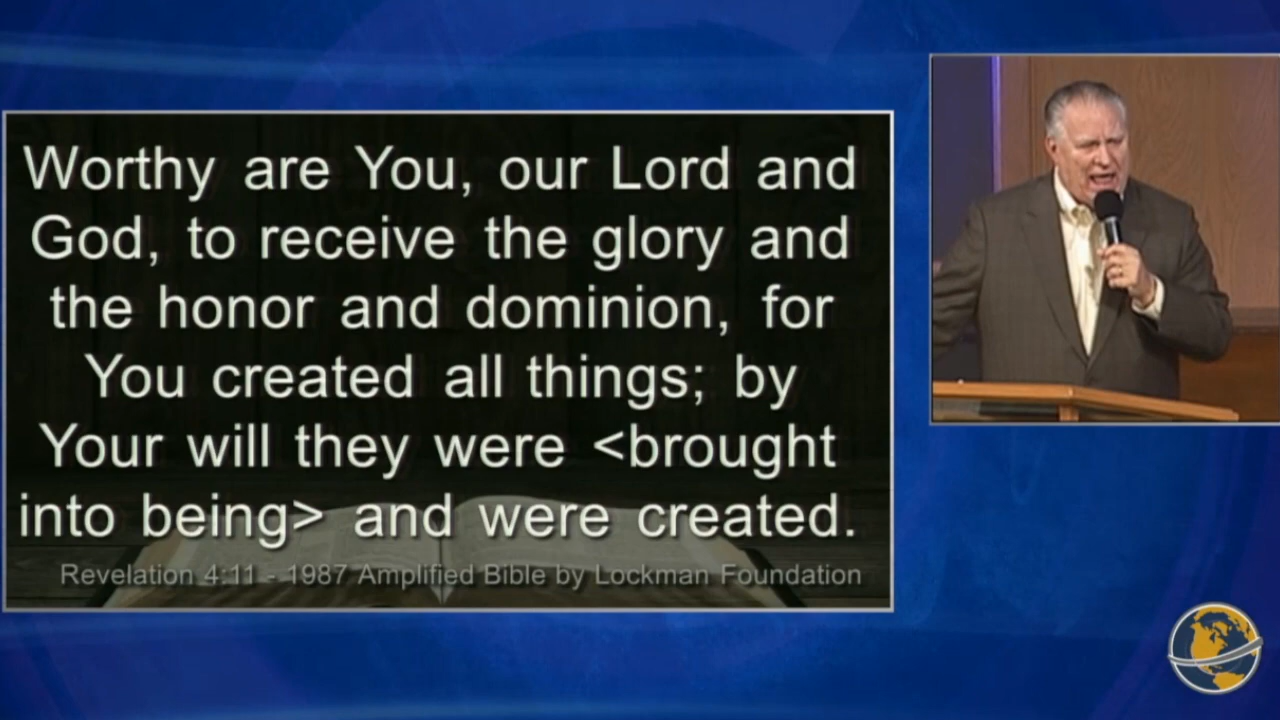 Worthy are You, our Lord and
God, to receive the glory and
the honor and dominion, for
You created all things; by
Your will they were <brought
into being> and were created.
Revelation 4:11 - 1987 Amplified Bible by Lockman Foundation